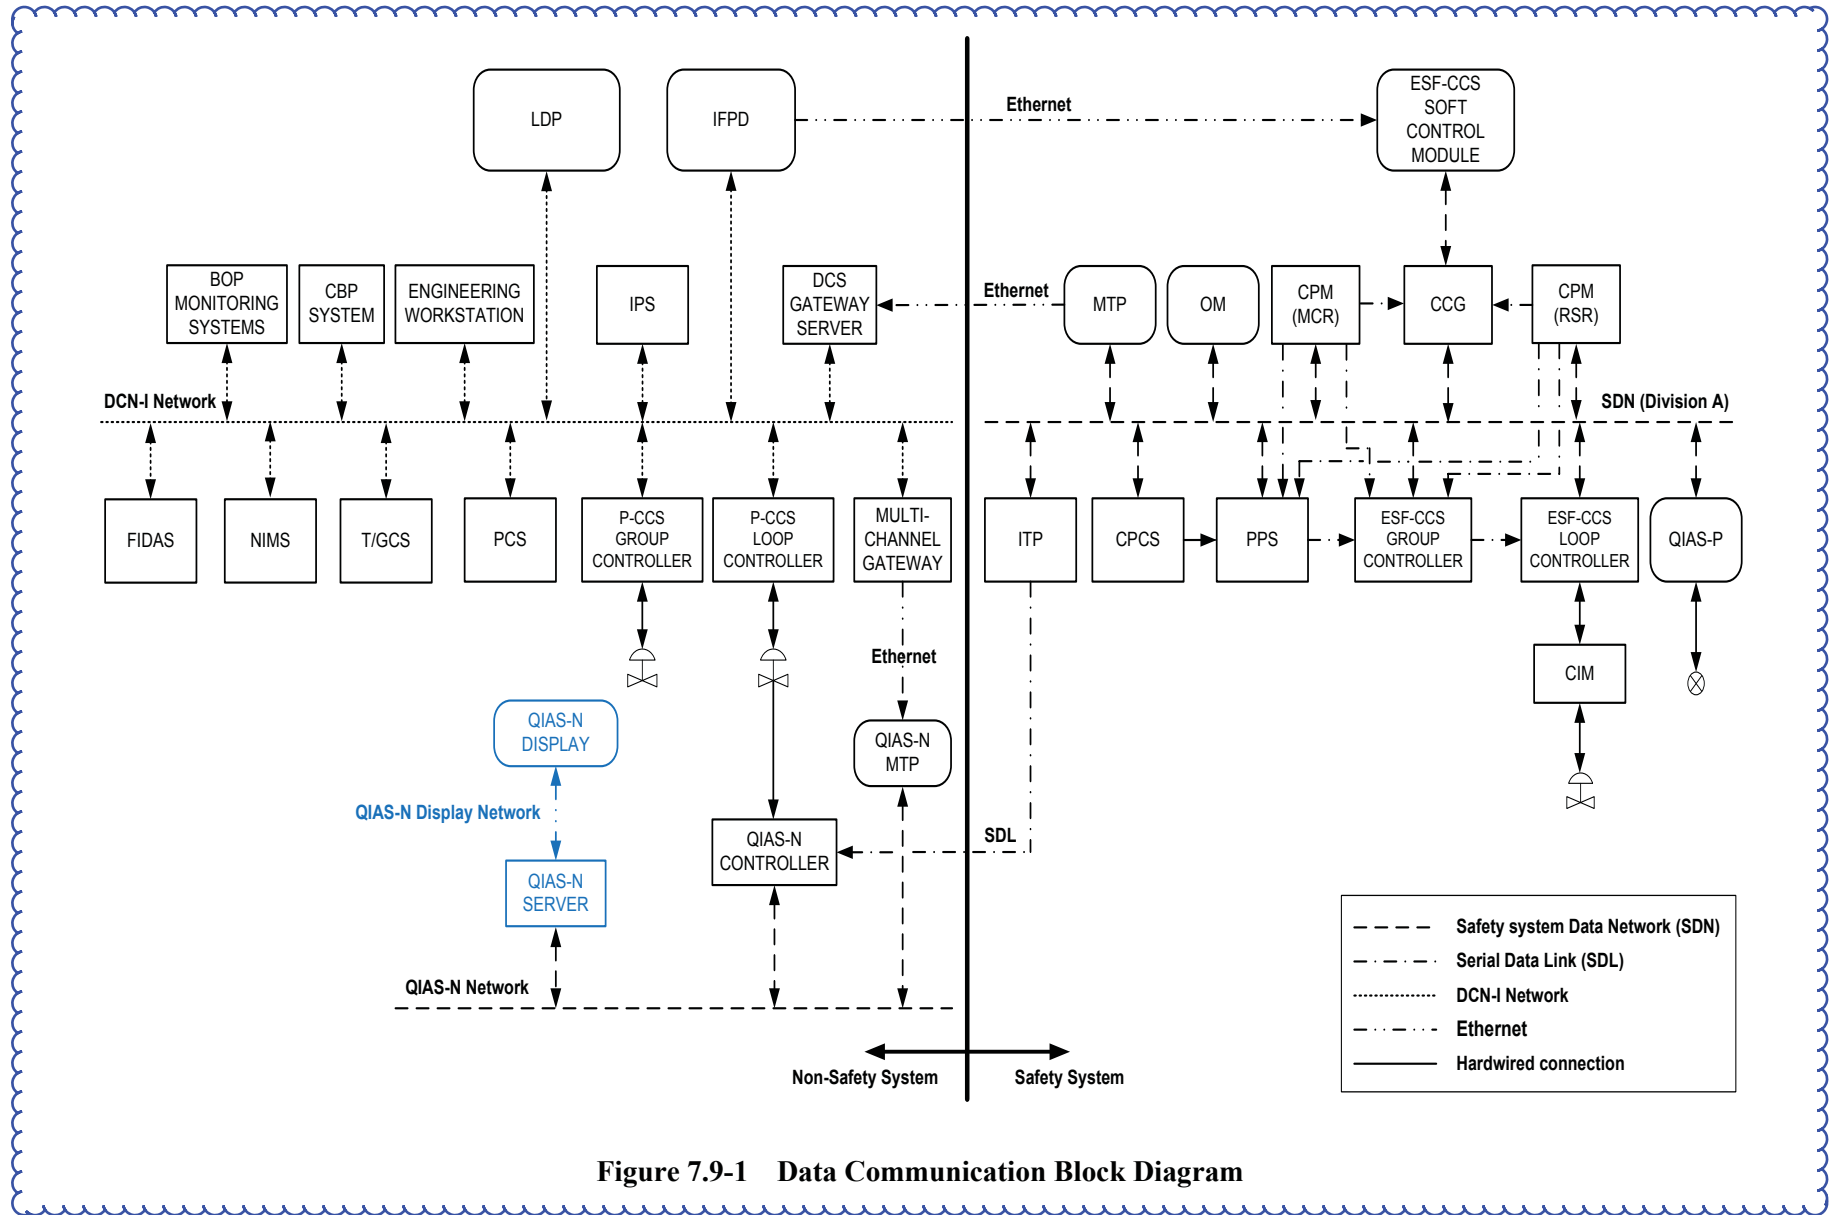 LDP
IFPD
Ethernet
ESF-CCS
SOFT
CONTROL
MODULE
BOP
MONITORING
SYSTEMS
CBP
SYSTEM
ENGINEERING
WORKSTATION
IPS
DCS
GATEWAY
SERVER
Ethernet
MTP
OM
CPM
(MCR)
CCG
CPM
(RSR)
DCN-I Network
SDN (Division A)
FIDAS
NIMS
T/GCS
PCS
P-CCS
GROUP
CONTROLLER
P-CCS
LOOP
CONTROLLER
MULTI-
CHANNEL
GATEWAY
ITP
CPCS
PPS
ESF-CCS
GROUP
CONTROLLER
ESF-CCS
LOOP
CONTROLLER
QIAS-P
Ethernet
CIM
QIAS-N
DISPLAY
QIAS-N
MTP
QIAS-N Display Network
QIAS-N
CONTROLLER
SDL
QIAS-N
SERVER
QIAS-N Network
Safety system Data Network (SDN)
Serial Data Link (SDL)
DCN-I Network
Ethernet
Hardwired connection
Non-Safety System
Safety System
Figure 7.9-1 Data Communication Block Diagram